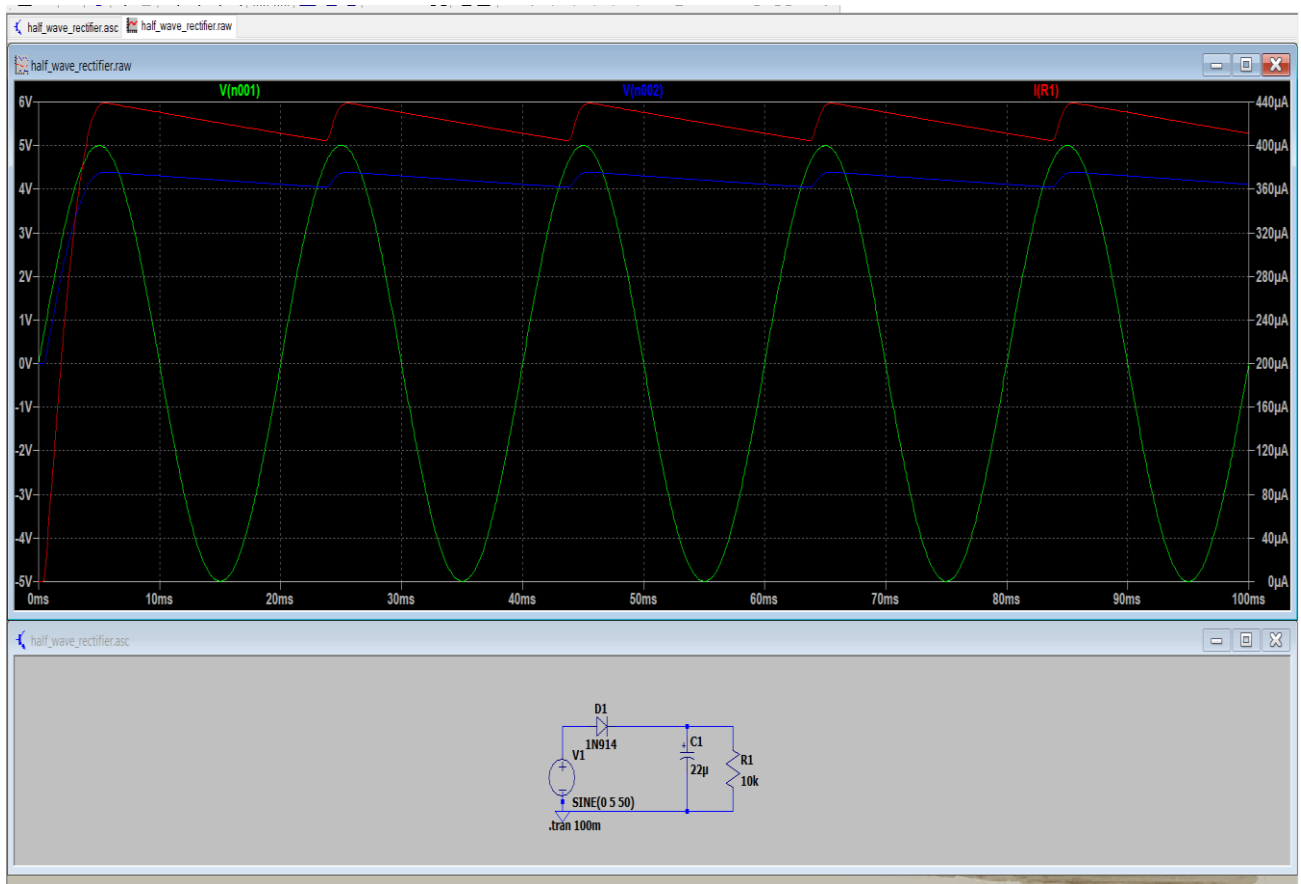 half_wave_rectifier.asc half_wave_rectifier.raw
half_wave_rectifier.raw
V(n001) V(n002) I(R1)
6V 440µA
5V 400µA
4V 360µA
3V 320µA
2V 280µA
1V 240µA
0V 200µA
-1V 160µA
-2V 120µA
-3V 80µA
-4V 40µA
-5V 0µA
0ms 10ms 20ms 30ms 40ms 50ms 60ms 70ms 80ms 90ms 100ms
half_wave_rectifier.asc
D1
1N914
V1
+
C1
22µ
R1
10k
SINE(0 5 50)
.tran 100m